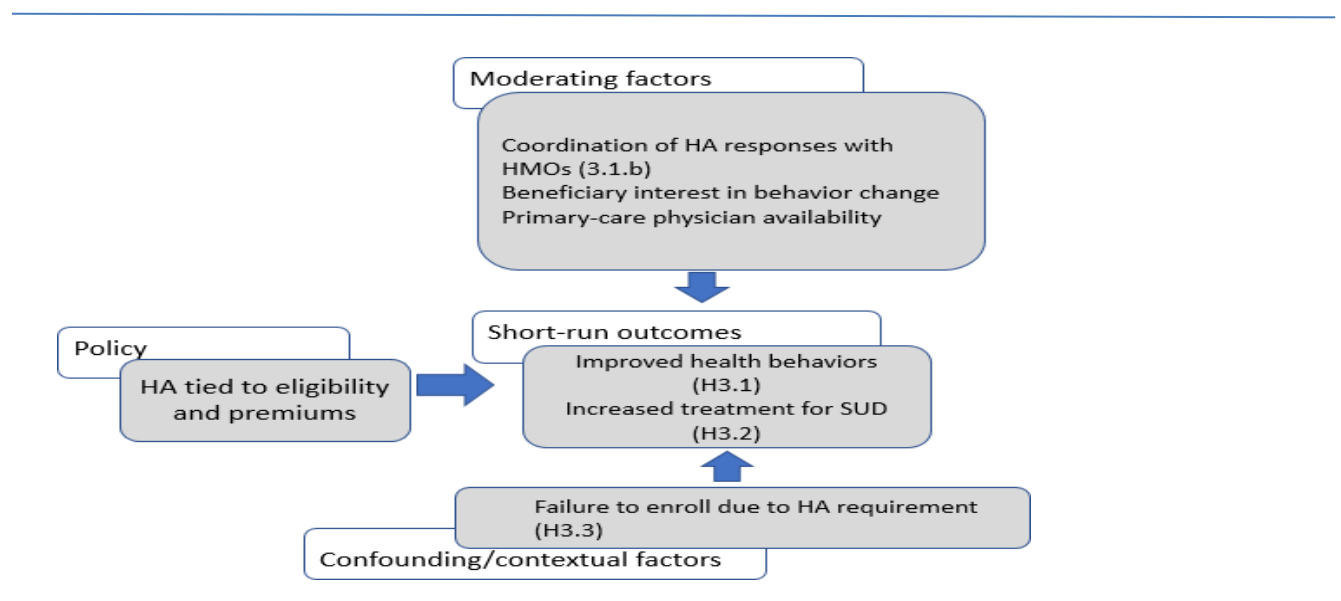 Moderating factors
Coordination of HA responses with
HMOs (3.1.b)
Beneficiary interest in behavior change
Primary-care physician availability
Policy
HA tied to eligibility
and premiums
Short-run outcomes
Improved health behaviors
(H3.1)
Increased treatment for SUD
(H3.2)
Failure to enroll due to HA requirement
(H3.3)
Confounding/contextual factors